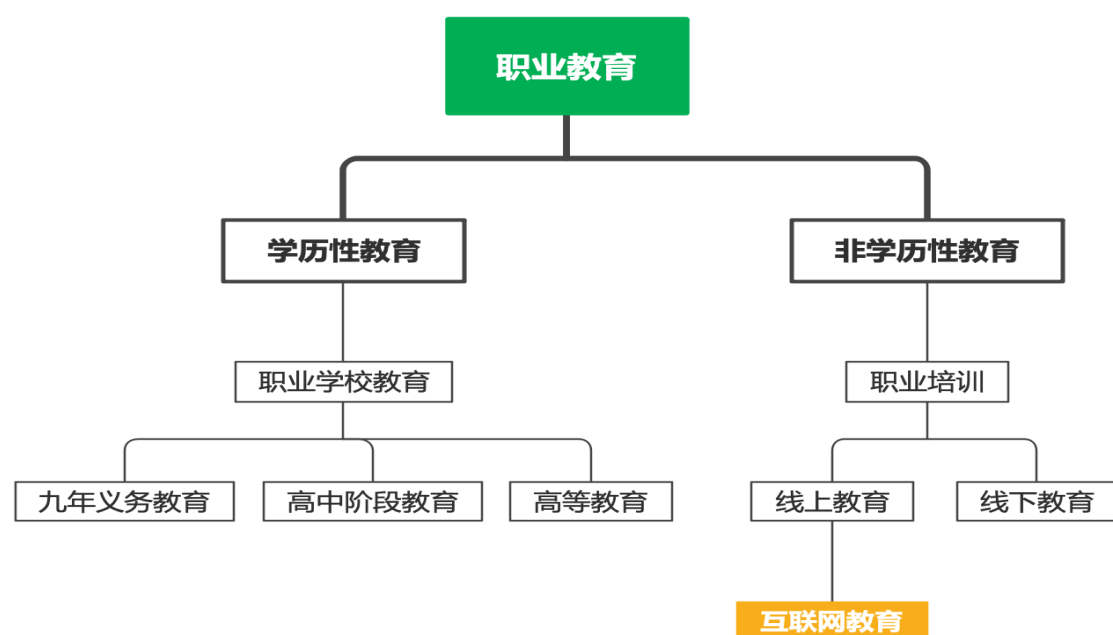 职业教育
学历性教育
非学历性教育
职业学校教育
职业培训
九年义务教育
高中阶段教育
高等教育
线上教育
线下教育
互联网教育